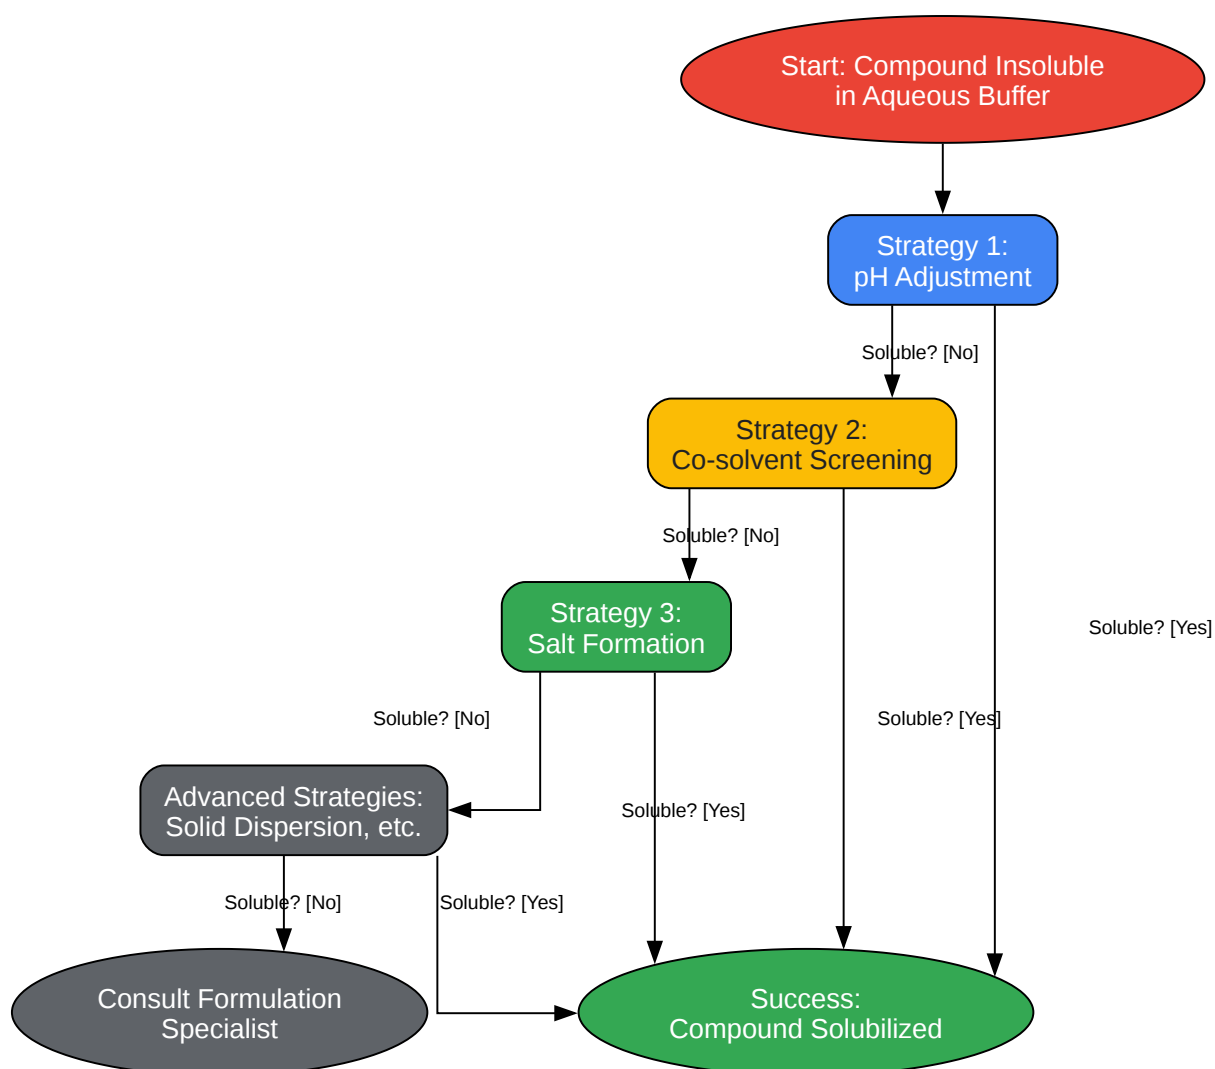 Start: Compound Insoluble
in Aqueous Buffer
Strategy 1:
pH Adjustment
Soluble? [No]
Strategy 2:
Co-solvent Screening
Soluble? [No]
Strategy 3:
Salt Formation
Soluble? [Yes]
Soluble? [No]
Soluble? [Yes]
Advanced Strategies:
Solid Dispersion, etc.
Soluble? [Yes]
Soluble? [No]
Soluble? [Yes]
Consult Formulation
Specialist
Success:
Compound Solubilized